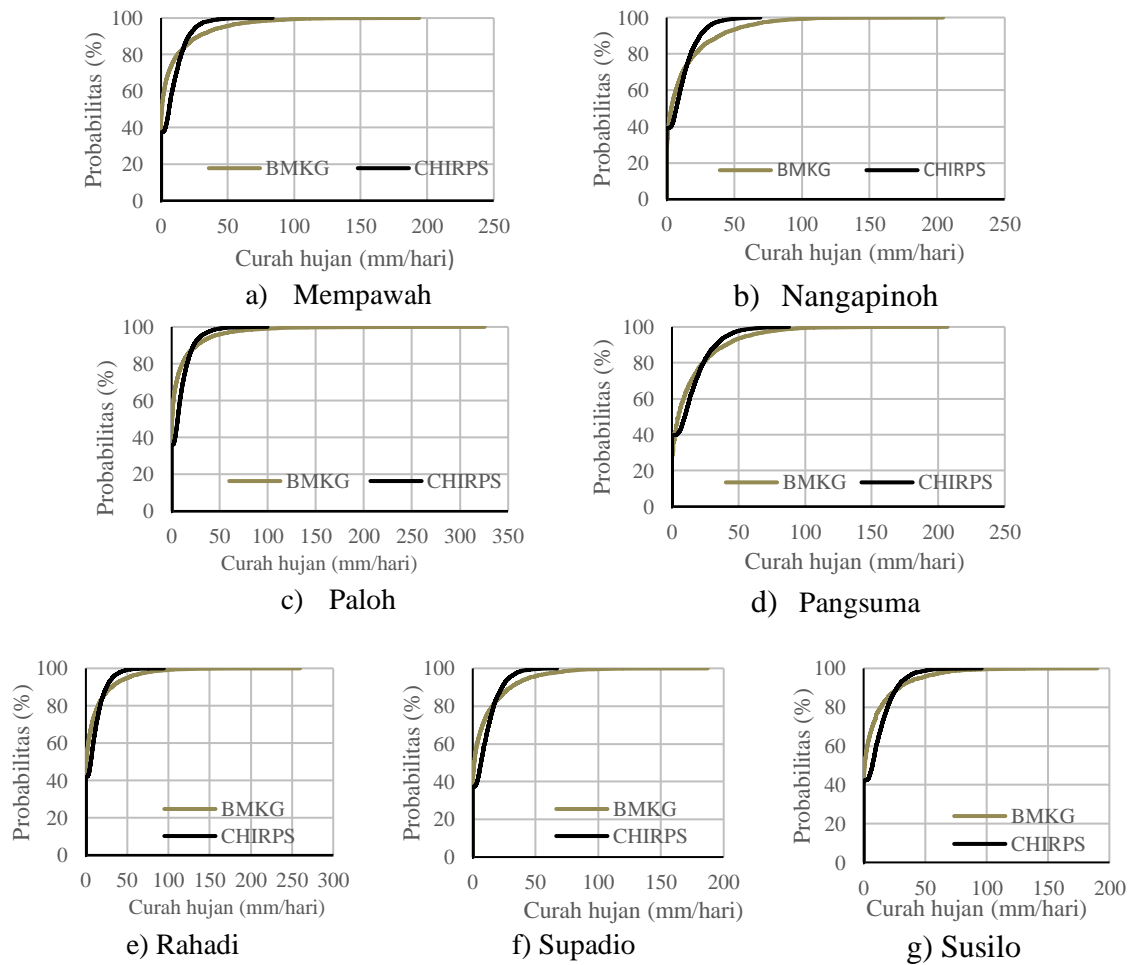 100
80
60
40
20
0
Probabilitas (%)
BMKG CHIRPS
0 50 100 150 200 250
Curah hujan (mm/hari)
a) Mempawah
100
80
60
40
20
0
Probabilitas (%)
BMKG CHIRPS
0 50 100 150 200 250
Curah hujan (mm/hari)
b) Nangapinoh
100
80
60
40
20
0
Probabilitas (%)
BMKG CHIRPS
0 50 100 150 200 250 300 350
Curah hujan (mm/hari)
c) Paloh
100
80
60
40
20
0
Probabilitas (%)
BMKG CHIRPS
0 50 100 150 200 250
Curah hujan (mm/hari)
d) Pangsuma
100
80
60
40
20
0
Probabilitas (%)
BMKG
CHIRPS
0 50 100 150 200 250 300
Curah hujan (mm/hari)
e) Rahadi
100
80
60
40
20
0
Probabilitas (%)
BMKG
CHIRPS
0 50 100 150 200
Curah hujan (mm/hari)
f) Supadio
100
80
60
40
20
0
Probabilitas (%)
BMKG
CHIRPS
0 50 100 150 200
Curah hujan (mm/hari)
g) Susilo